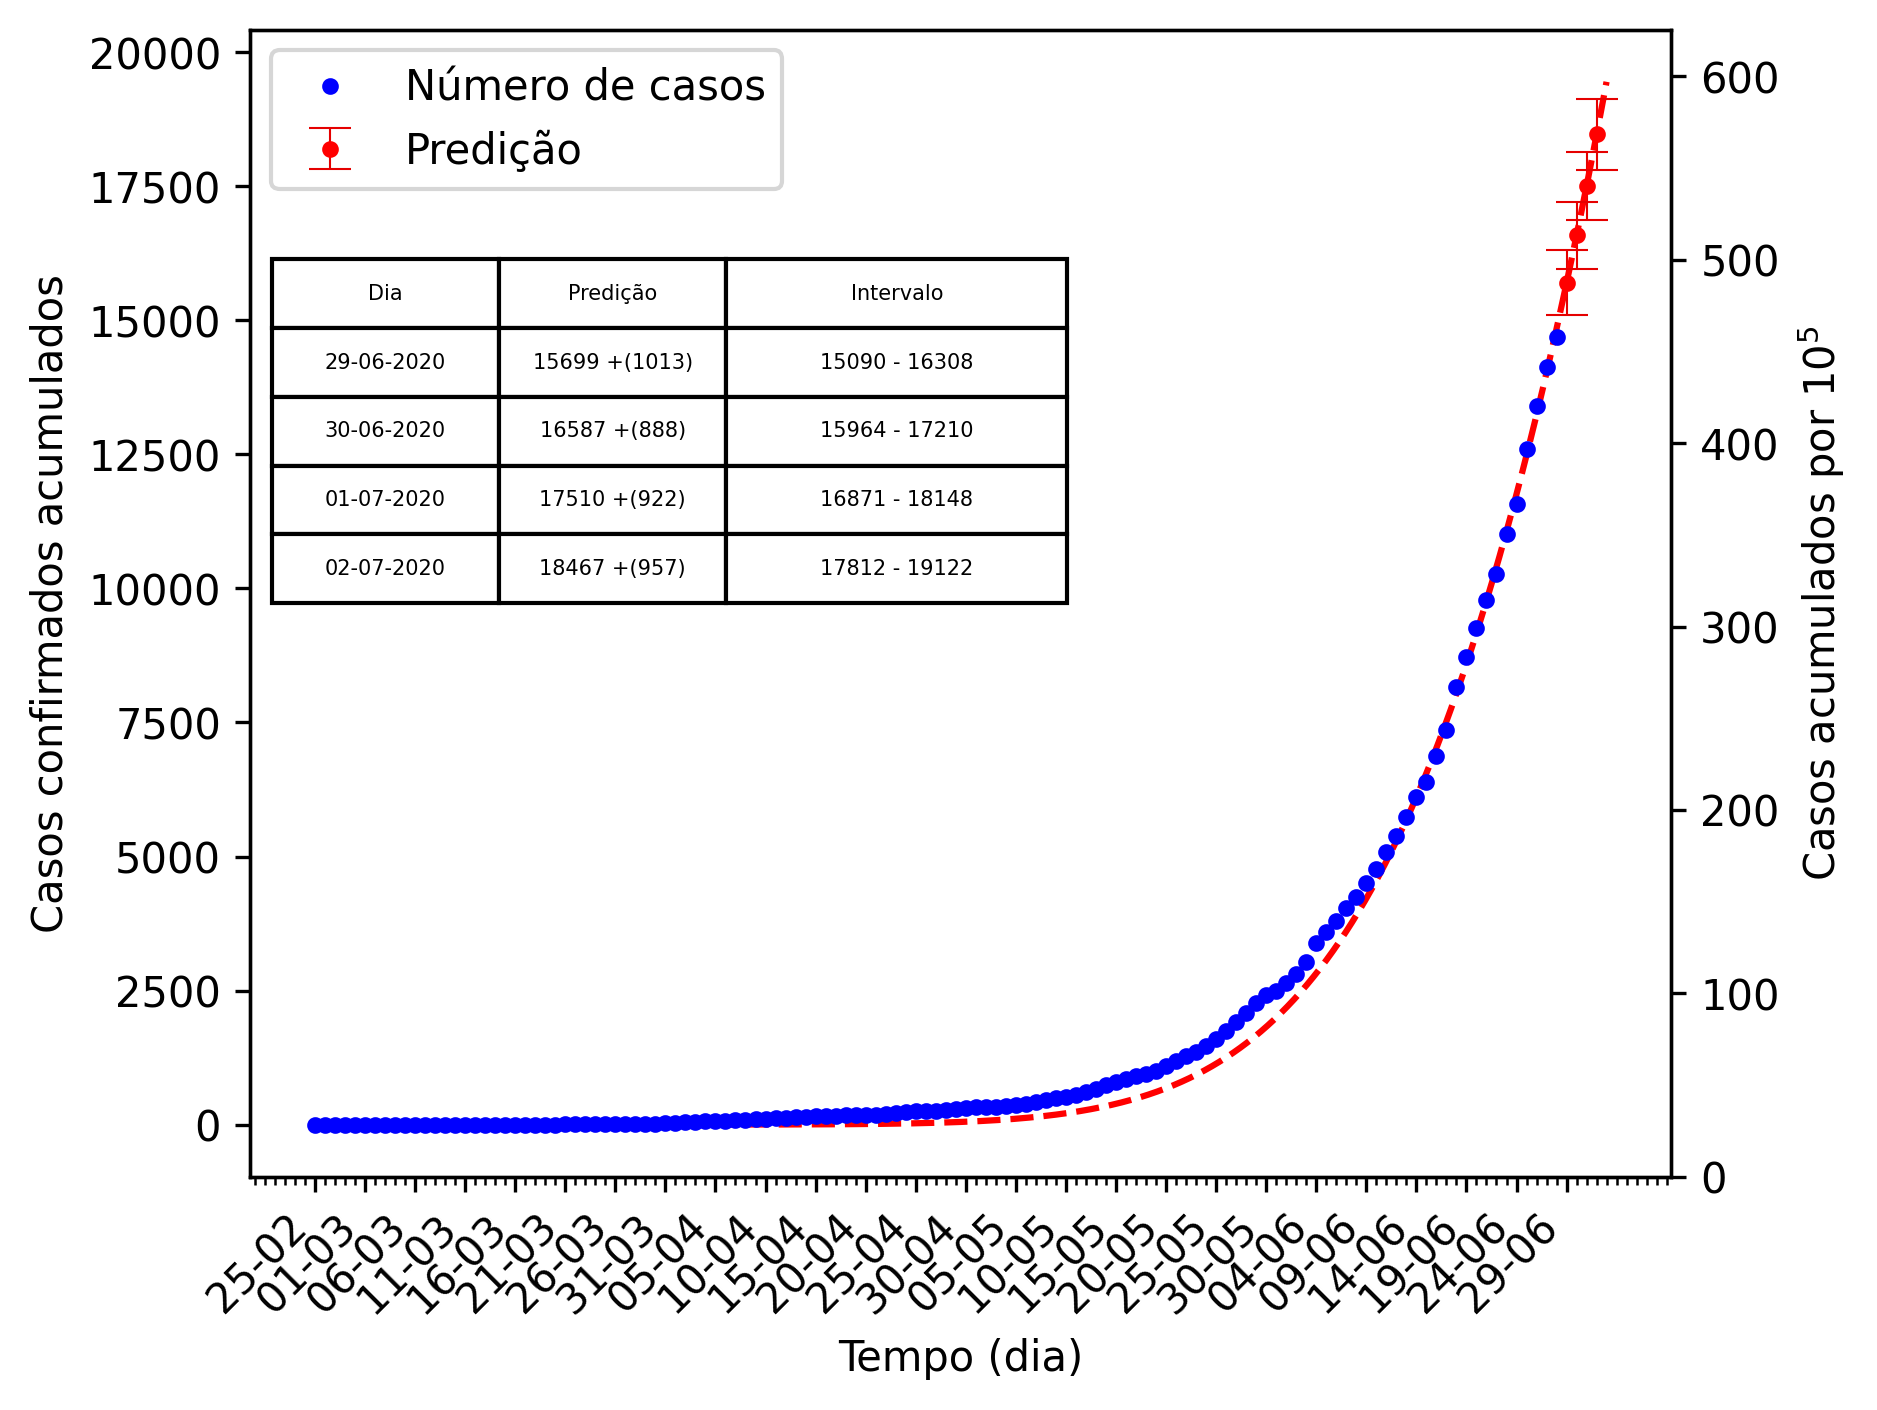 Número de casos
Predição
Dia Predição Intervalo
29-06-2020 15699 +(1013) 15090 - 16308
30-06-2020 16587 +(888) 15964 - 17210
01-07-2020 17510 +(922) 16871 - 18148
02-07-2020 18467 +(957) 17812 - 19122
Casos confirmados acumulados
20000
17500
15000
12500
10000
7500
5000
2500
0
Casos acumulados por 10⁵
600
500
400
300
200
100
0
25-02 01-03 06-03 11-03 16-03 21-03 26-03 31-03 05-04 10-04 15-04 20-04 25-04 30-04 05-05 10-05 15-05 20-05 25-05 30-05 04-06 09-06 14-06 19-06 24-06 29-06
Tempo (dia)